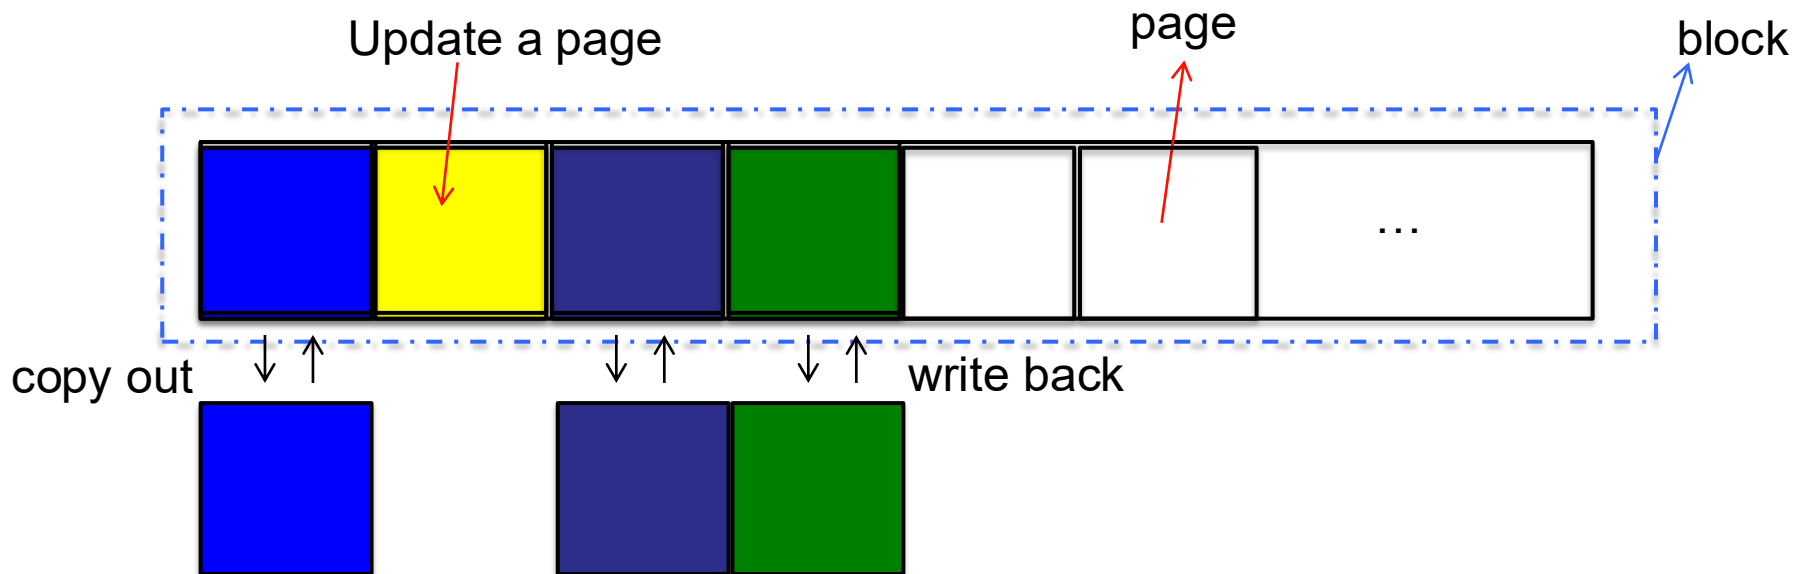 Update a page
page
block
...
copy out
write back